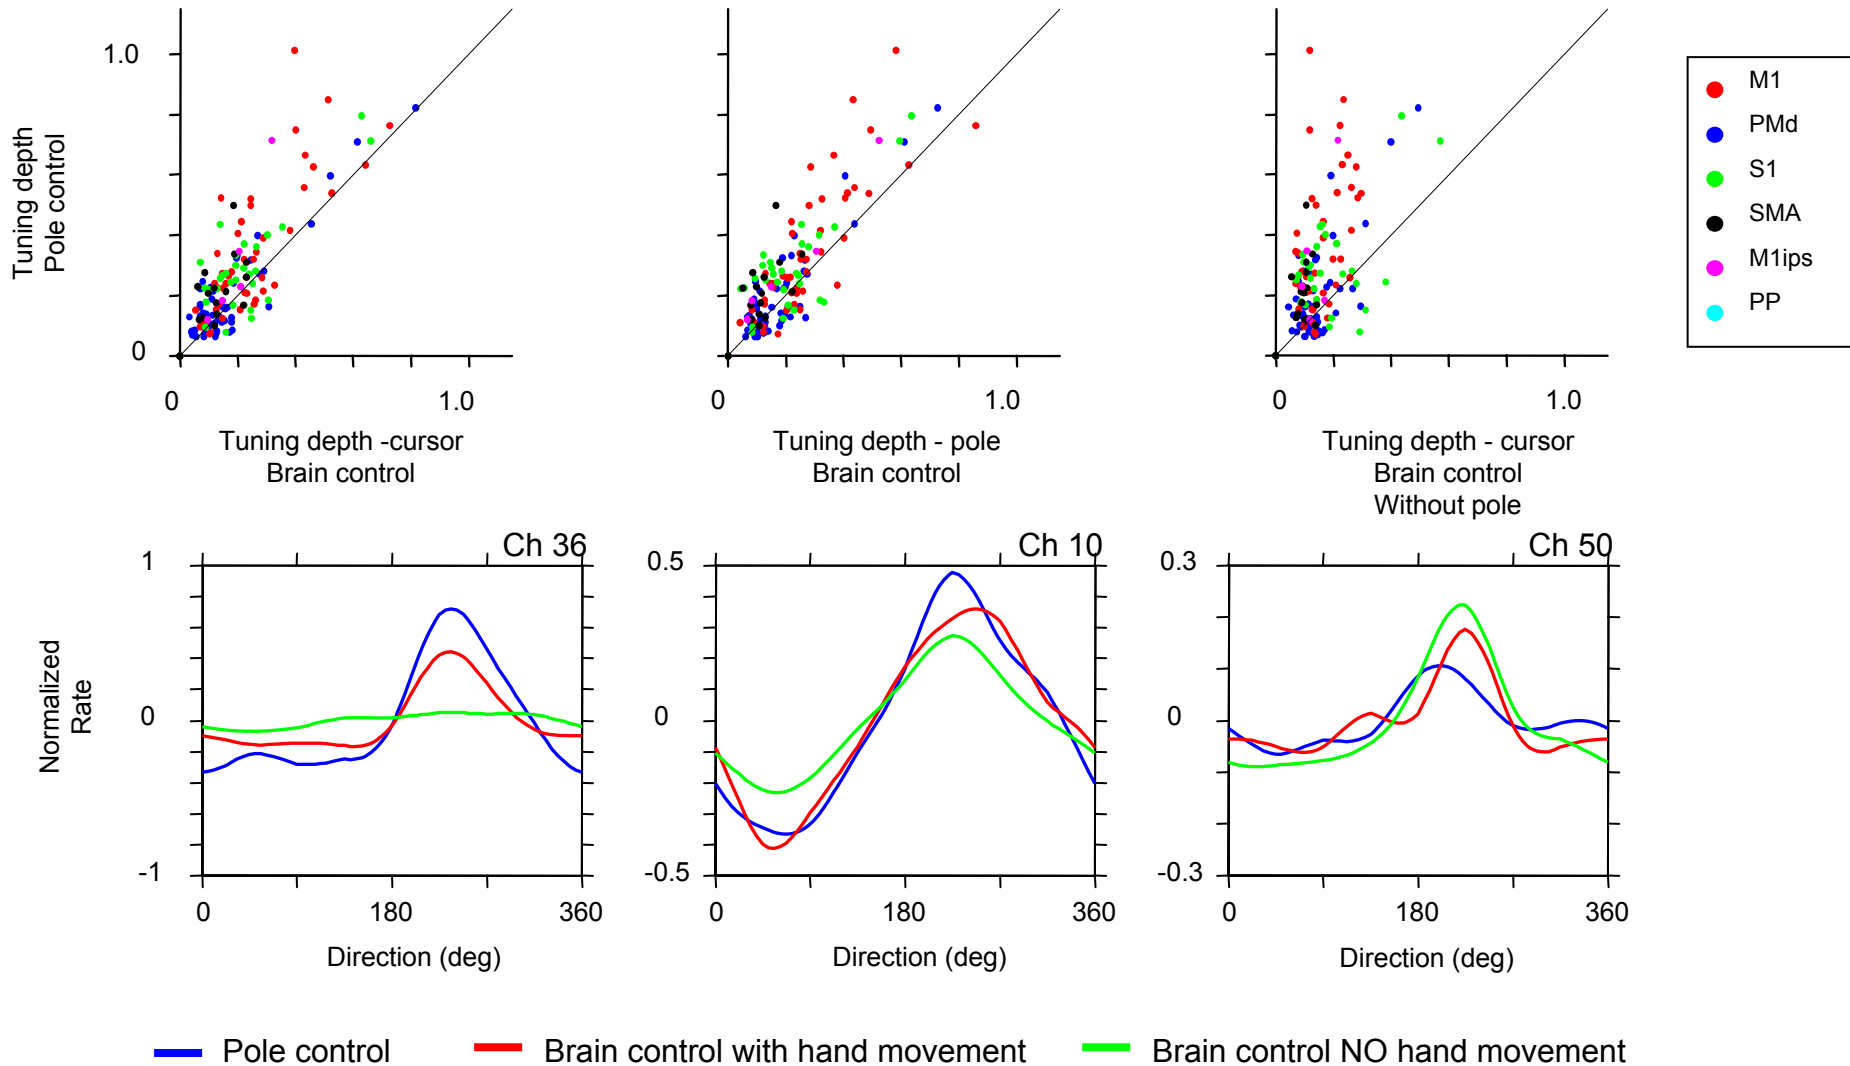 Tuning depth
Pole control
1.0
0
0
1.0
Tuning depth -cursor
Brain control
0
1.0
Tuning depth - pole
Brain control
0
1.0
Tuning depth - cursor
Brain control
Without pole
M1
PMd
S1
SMA
M1ips
PP
Normalized
Rate
Ch 36
1
0
-1
0
180
360
Direction (deg)
Ch 10
0.5
0
-0.5
0
180
360
Direction (deg)
Ch 50
0.3
0
-0.3
0
180
360
Direction (deg)
Pole control
Brain control with hand movement
Brain control NO hand movement